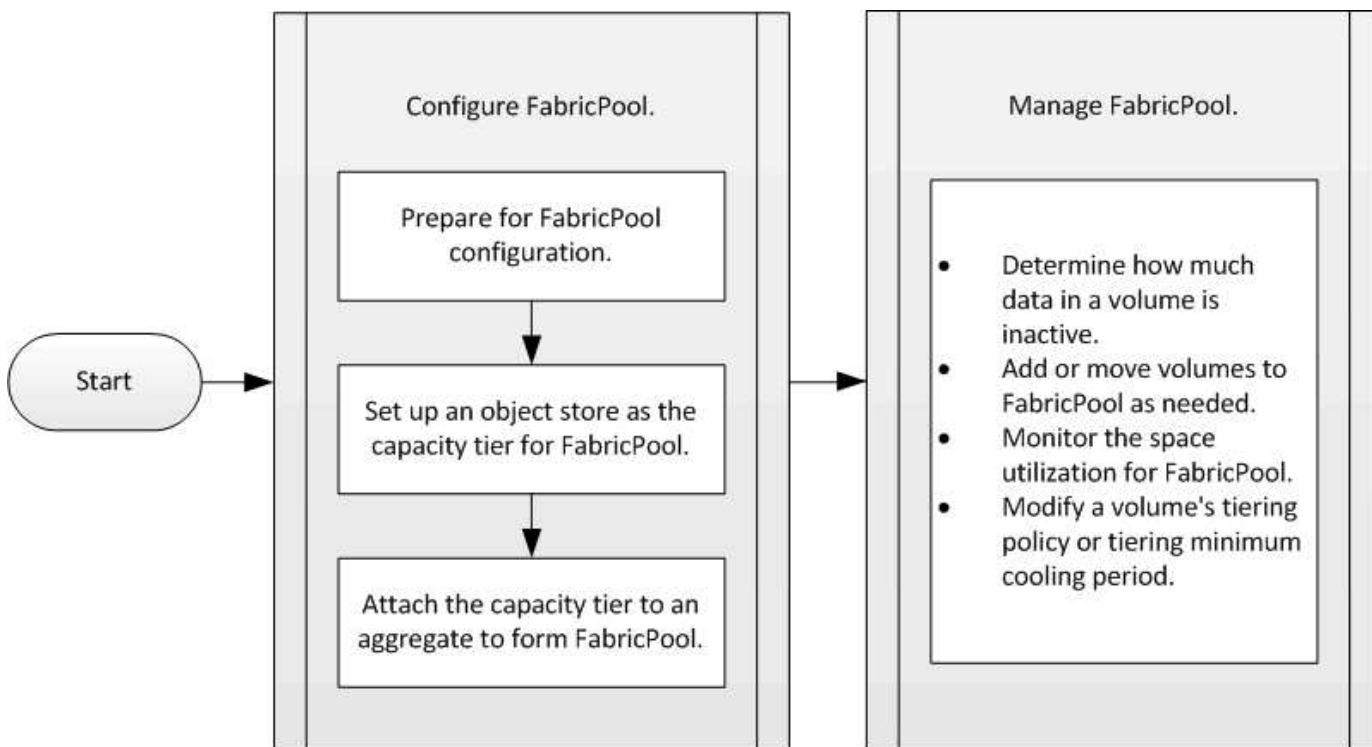 Start
Configure FabricPool.
Prepare for FabricPool
configuration.
Set up an object store as the
capacity tier for FabricPool.
Attach the capacity tier to an
aggregate to form FabricPool.
Manage FabricPool.
• Determine how much
data in a volume is
inactive.
• Add or move volumes to
FabricPool as needed.
• Monitor the space
utilization for FabricPool.
• Modify a volume's tiering
policy or tiering minimum
cooling period.